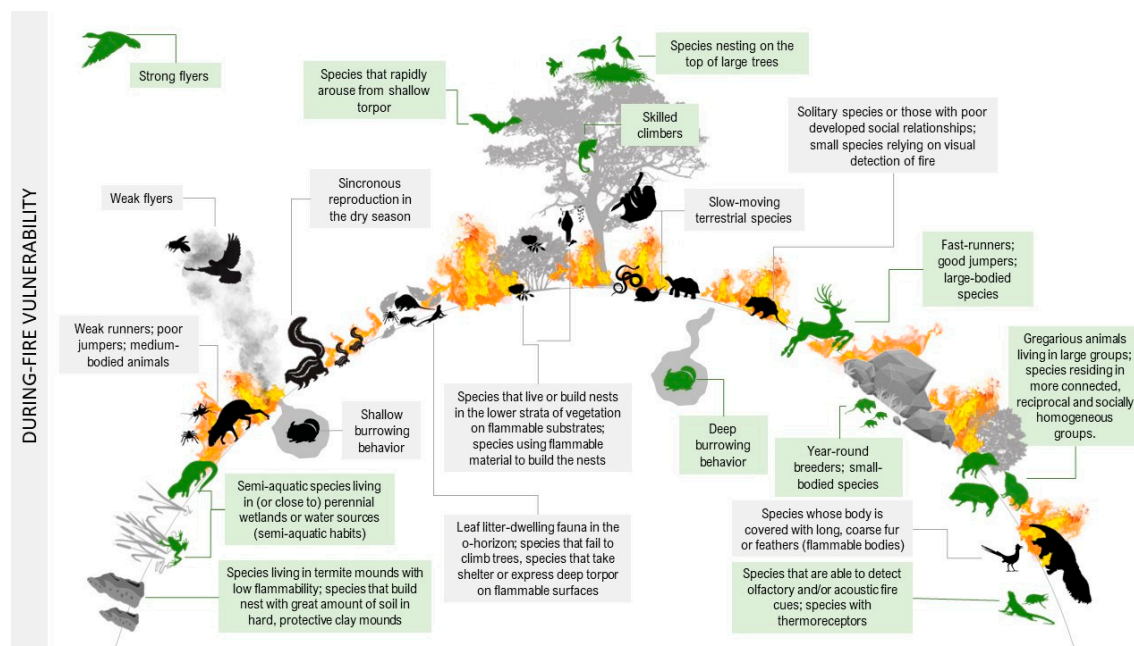 DURING-FIRE VULNERABILITY
Strong flyers
Species that rapidly
arouse from shallow
torpor
Species nesting on the
top of large trees
Skilled
climbers
Solitary species or those with poor
developed social relationships;
small species relying on visual
detection of fire
Weak flyers
Sincronous
reproduction in
the dry season
Slow-moving
terrestrial species
Fast-runners;
good jumpers;
large-bodied
species
Weak runners; poor
jumpers; medium-
bodied animals
Gregarious animals
living in large groups;
species residing in
more connected,
reciprocal and socially
homogeneous
groups.
Shallow
burrowing
behavior
Species that live or build nests
in the lower strata of vegetation
on flammable substrates;
species using flammable
material to build the nests
Deep
burrowing
behavior
Year-round
breeders; small-
bodied species
Semi-aquatic species living
in (or close to) perennial
wetlands or water sources
(semi-aquatic habits)
Leaf litter-dwelling fauna in the
o-horizon; species that fail to
climb trees, species that take
shelter or express deep torpor
on flammable surfaces
Species whose body is
covered with long, coarse fur
or feathers (flammable bodies)
Species living in termite mounds with
low flammability; species that build
nest with great amount of soil in
hard, protective clay mounds
Species that are able to detect
olfactory and/or acoustic fire
cues; species with
thermoreceptors